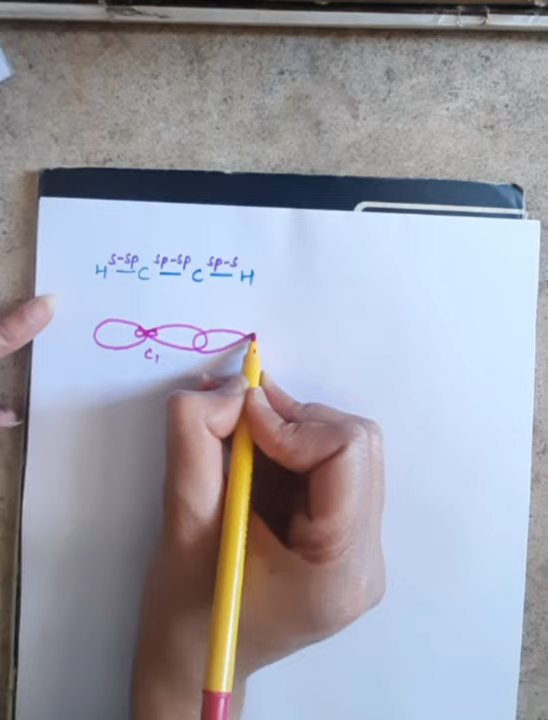 s-sp sp-sp sp-s
H — C — C — H
C₁